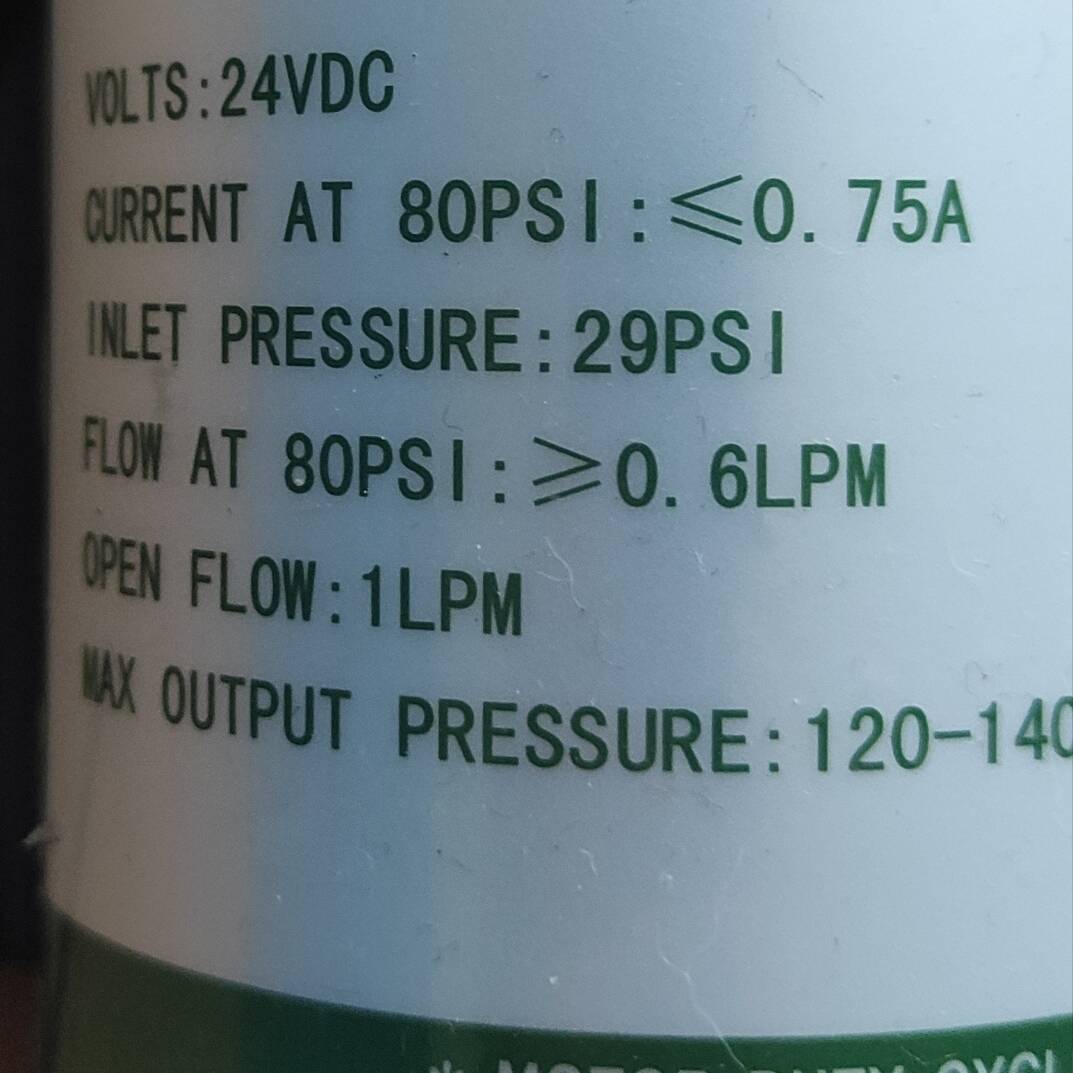 VOLTS:24VDC
CURRENT AT 80PSI:≤0.75A
INLET PRESSURE:29PSI
FLOW AT 80PSI:≥0.6LPM
OPEN FLOW:1LPM
MAX OUTPUT PRESSURE:120-140